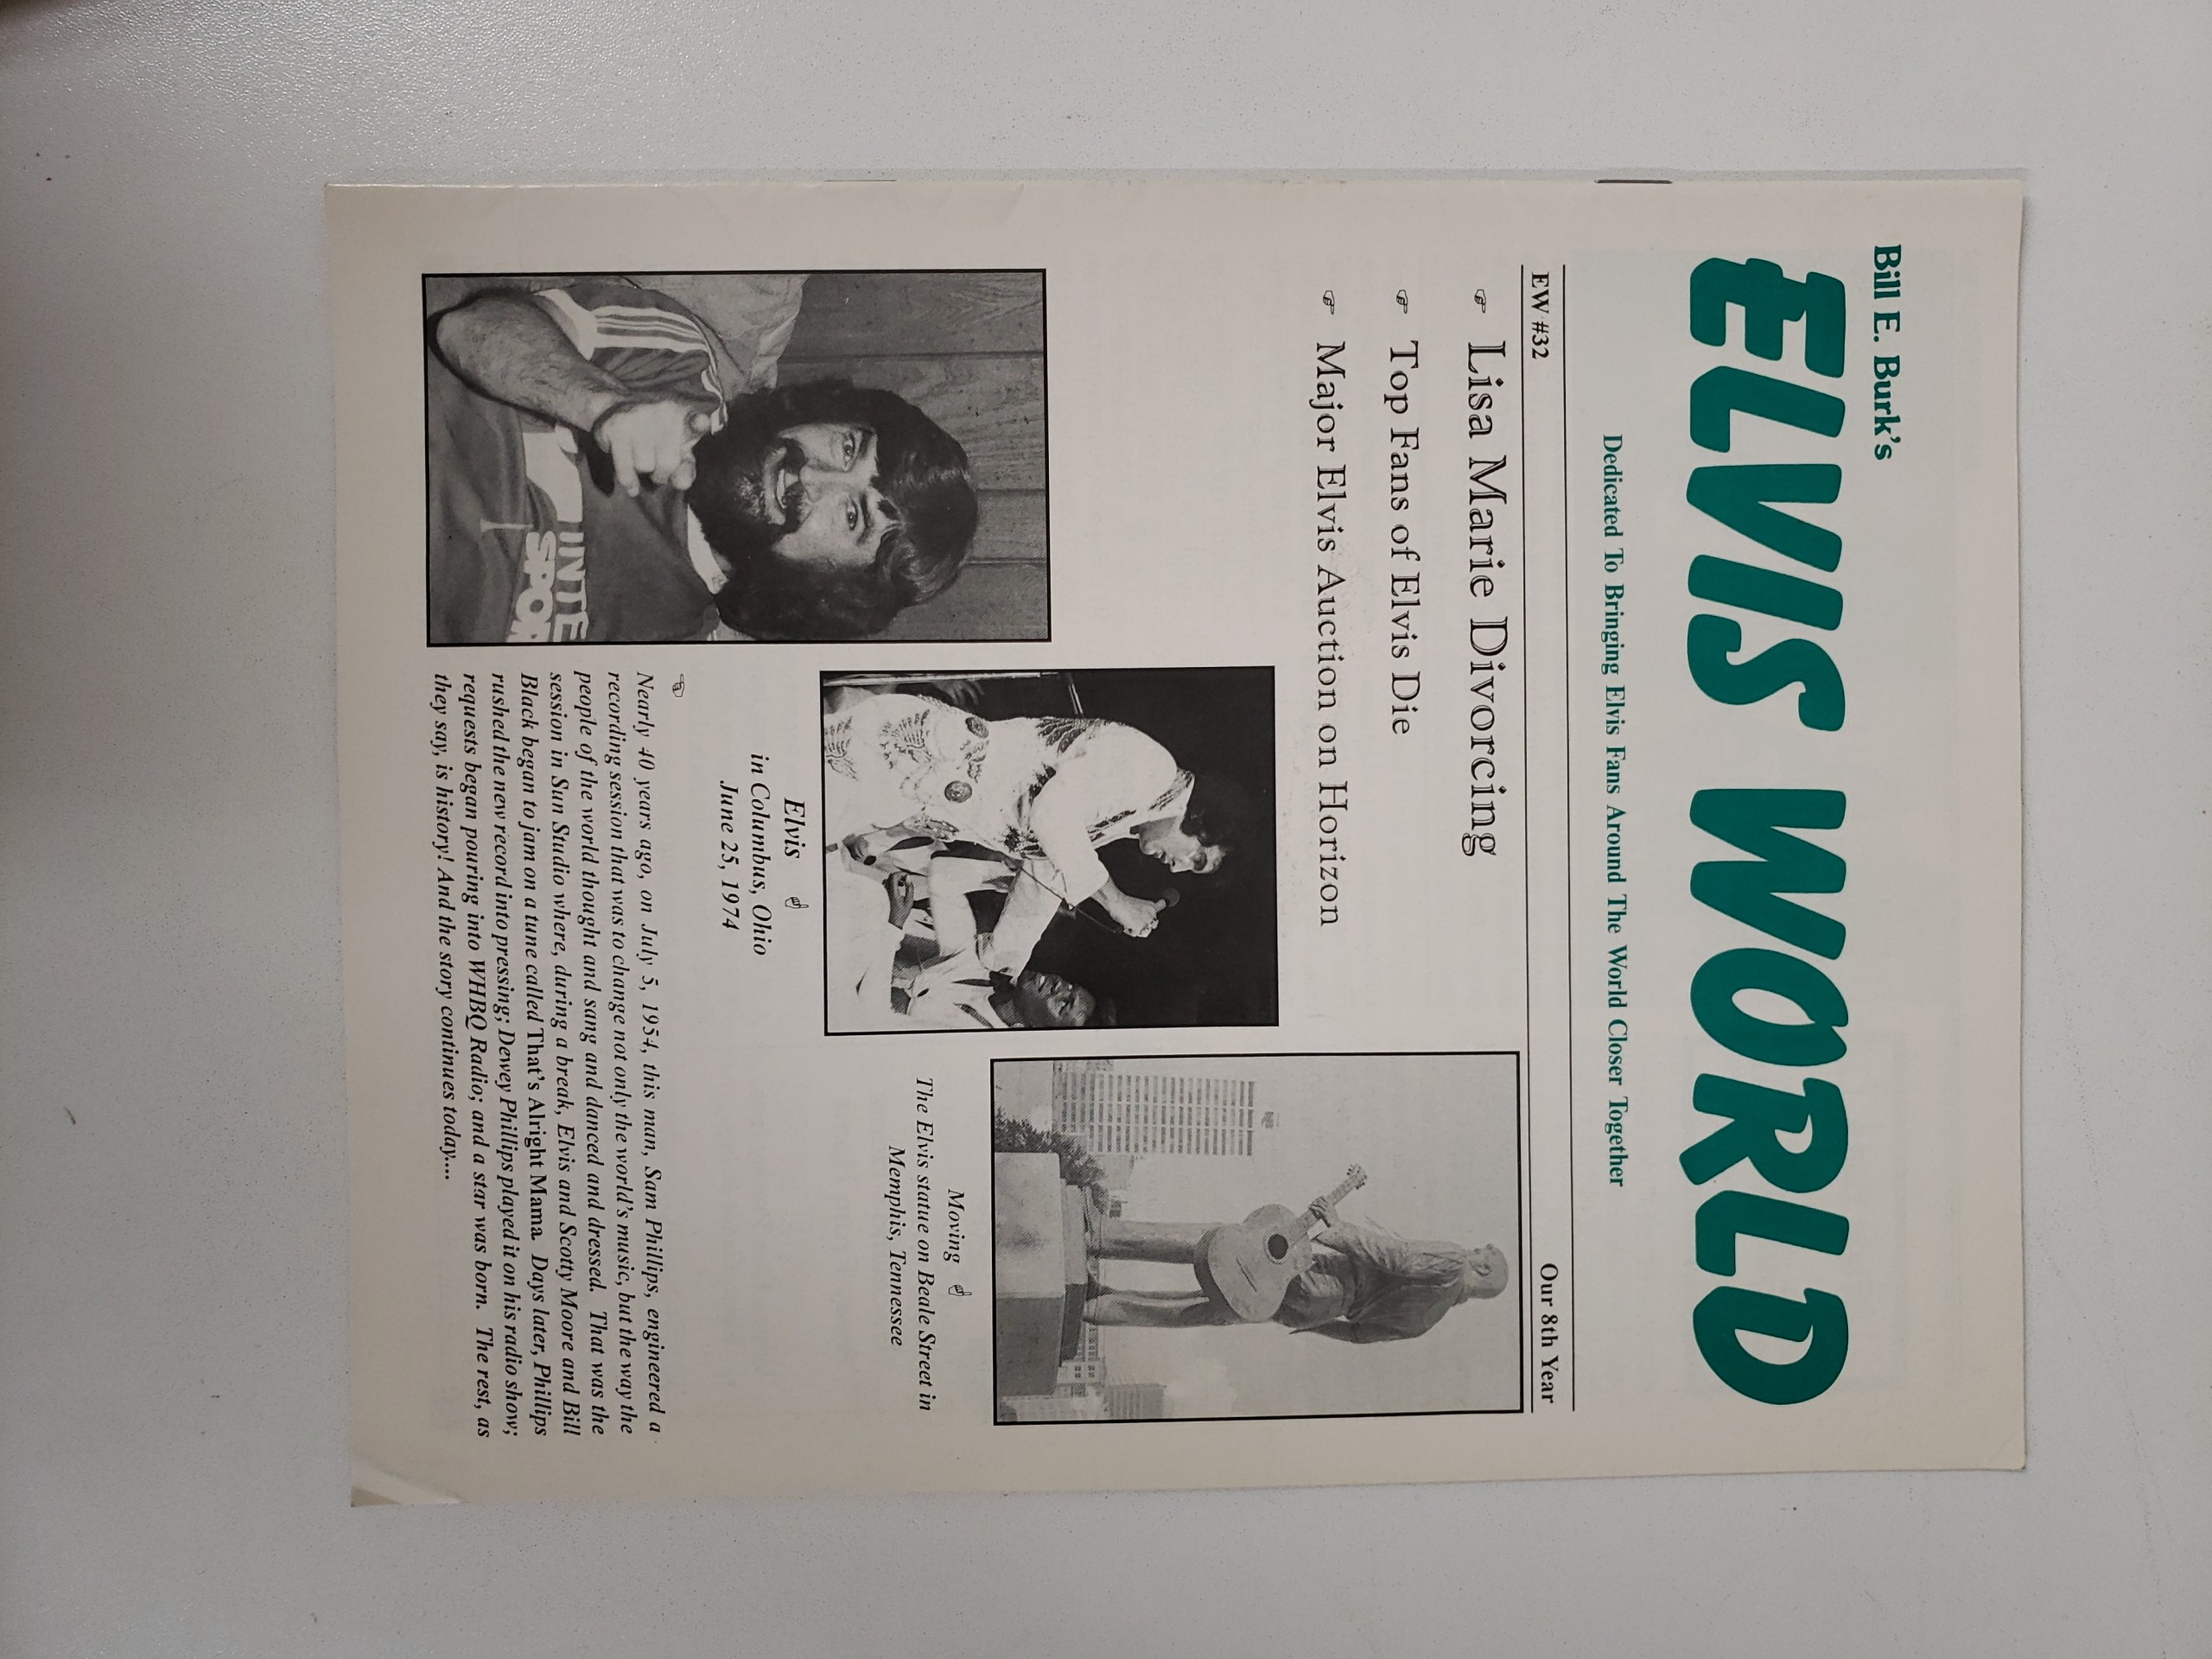 Bill E. Burk's
ELVIS WORLD
Dedicated To Bringing Elvis Fans Around The World Closer Together
EW #32
Our 8th Year
☞ Lisa Marie Divorcing
☞ Top Fans of Elvis Die
☞ Major Elvis Auction on Horizon
INTE
SPOR
Elvis ☝
in Columbus, Ohio
June 25, 1974
Moving ☝
The Elvis statue on Beale Street in
Memphis, Tennessee
☜
Nearly 40 years ago, on July 5, 1954, this man, Sam Phillips, engineered a
recording session that was to change not only the world's music, but the way the
people of the world thought and sang and danced and dressed. That was the
session in Sun Studio where, during a break, Elvis and Scotty Moore and Bill
Black began to jam on a tune called That's Alright Mama. Days later, Phillips
rushed the new record into pressing; Dewey Phillips played it on his radio show;
requests began pouring into WHBQ Radio; and a star was born. The rest, as
they say, is history! And the story continues today....